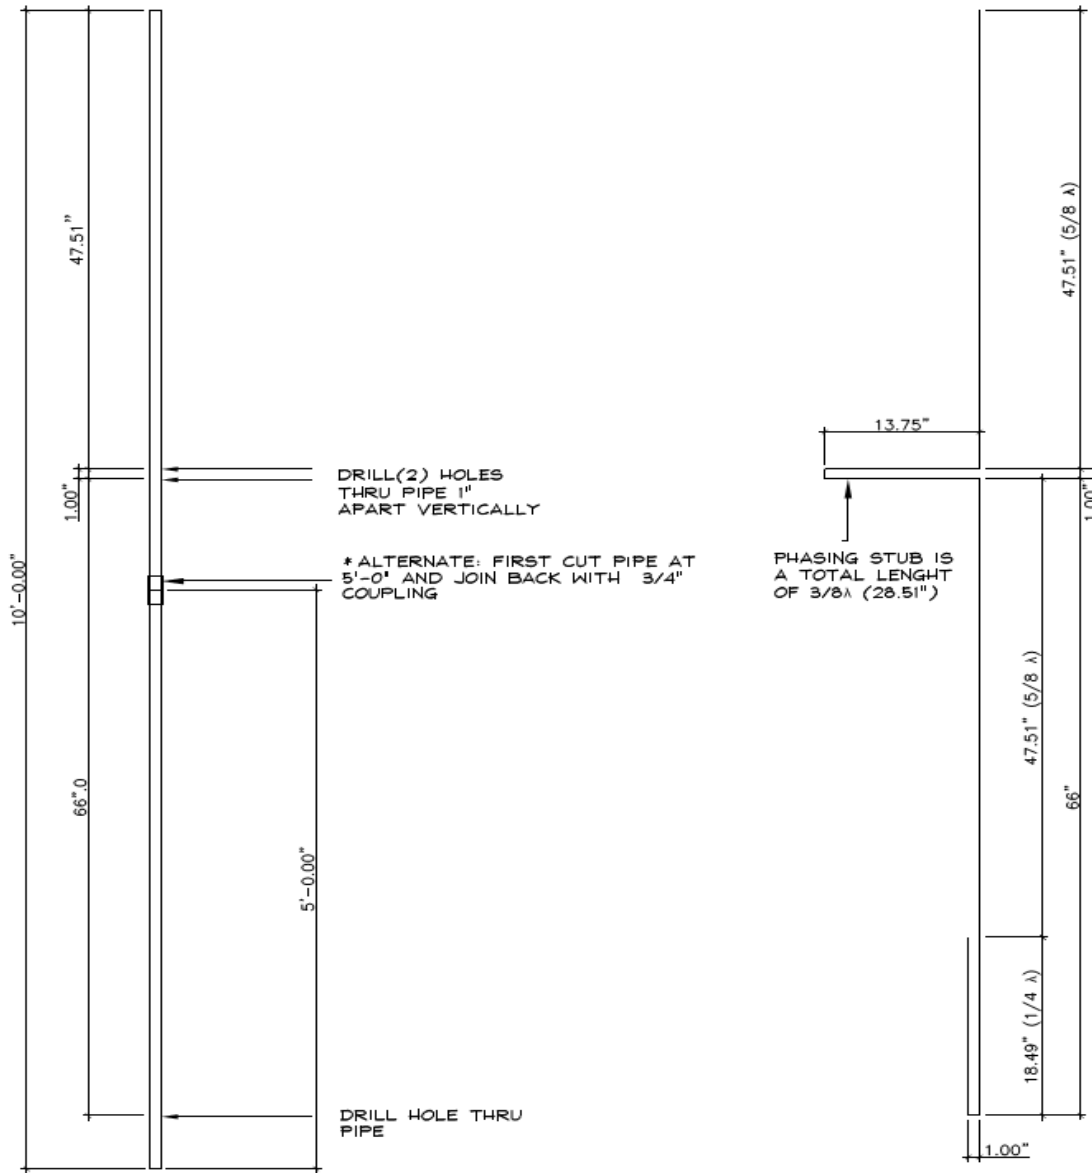 47.51"
1.00"
10'-0.00"
66".0
5'-0.00"
DRILL(2) HOLES
THRU PIPE 1"
APART VERTICALLY
* ALTERNATE: FIRST CUT PIPE AT
5'-0" AND JOIN BACK WITH 3/4"
COUPLING
DRILL HOLE THRU
PIPE
47.51" (5/8 λ)
13.75"
1.00"
PHASING STUB IS
A TOTAL LENGHT
OF 3/8λ (28.51")
47.51" (5/8 λ)
66"
18.49" (1/4 λ)
1.00"